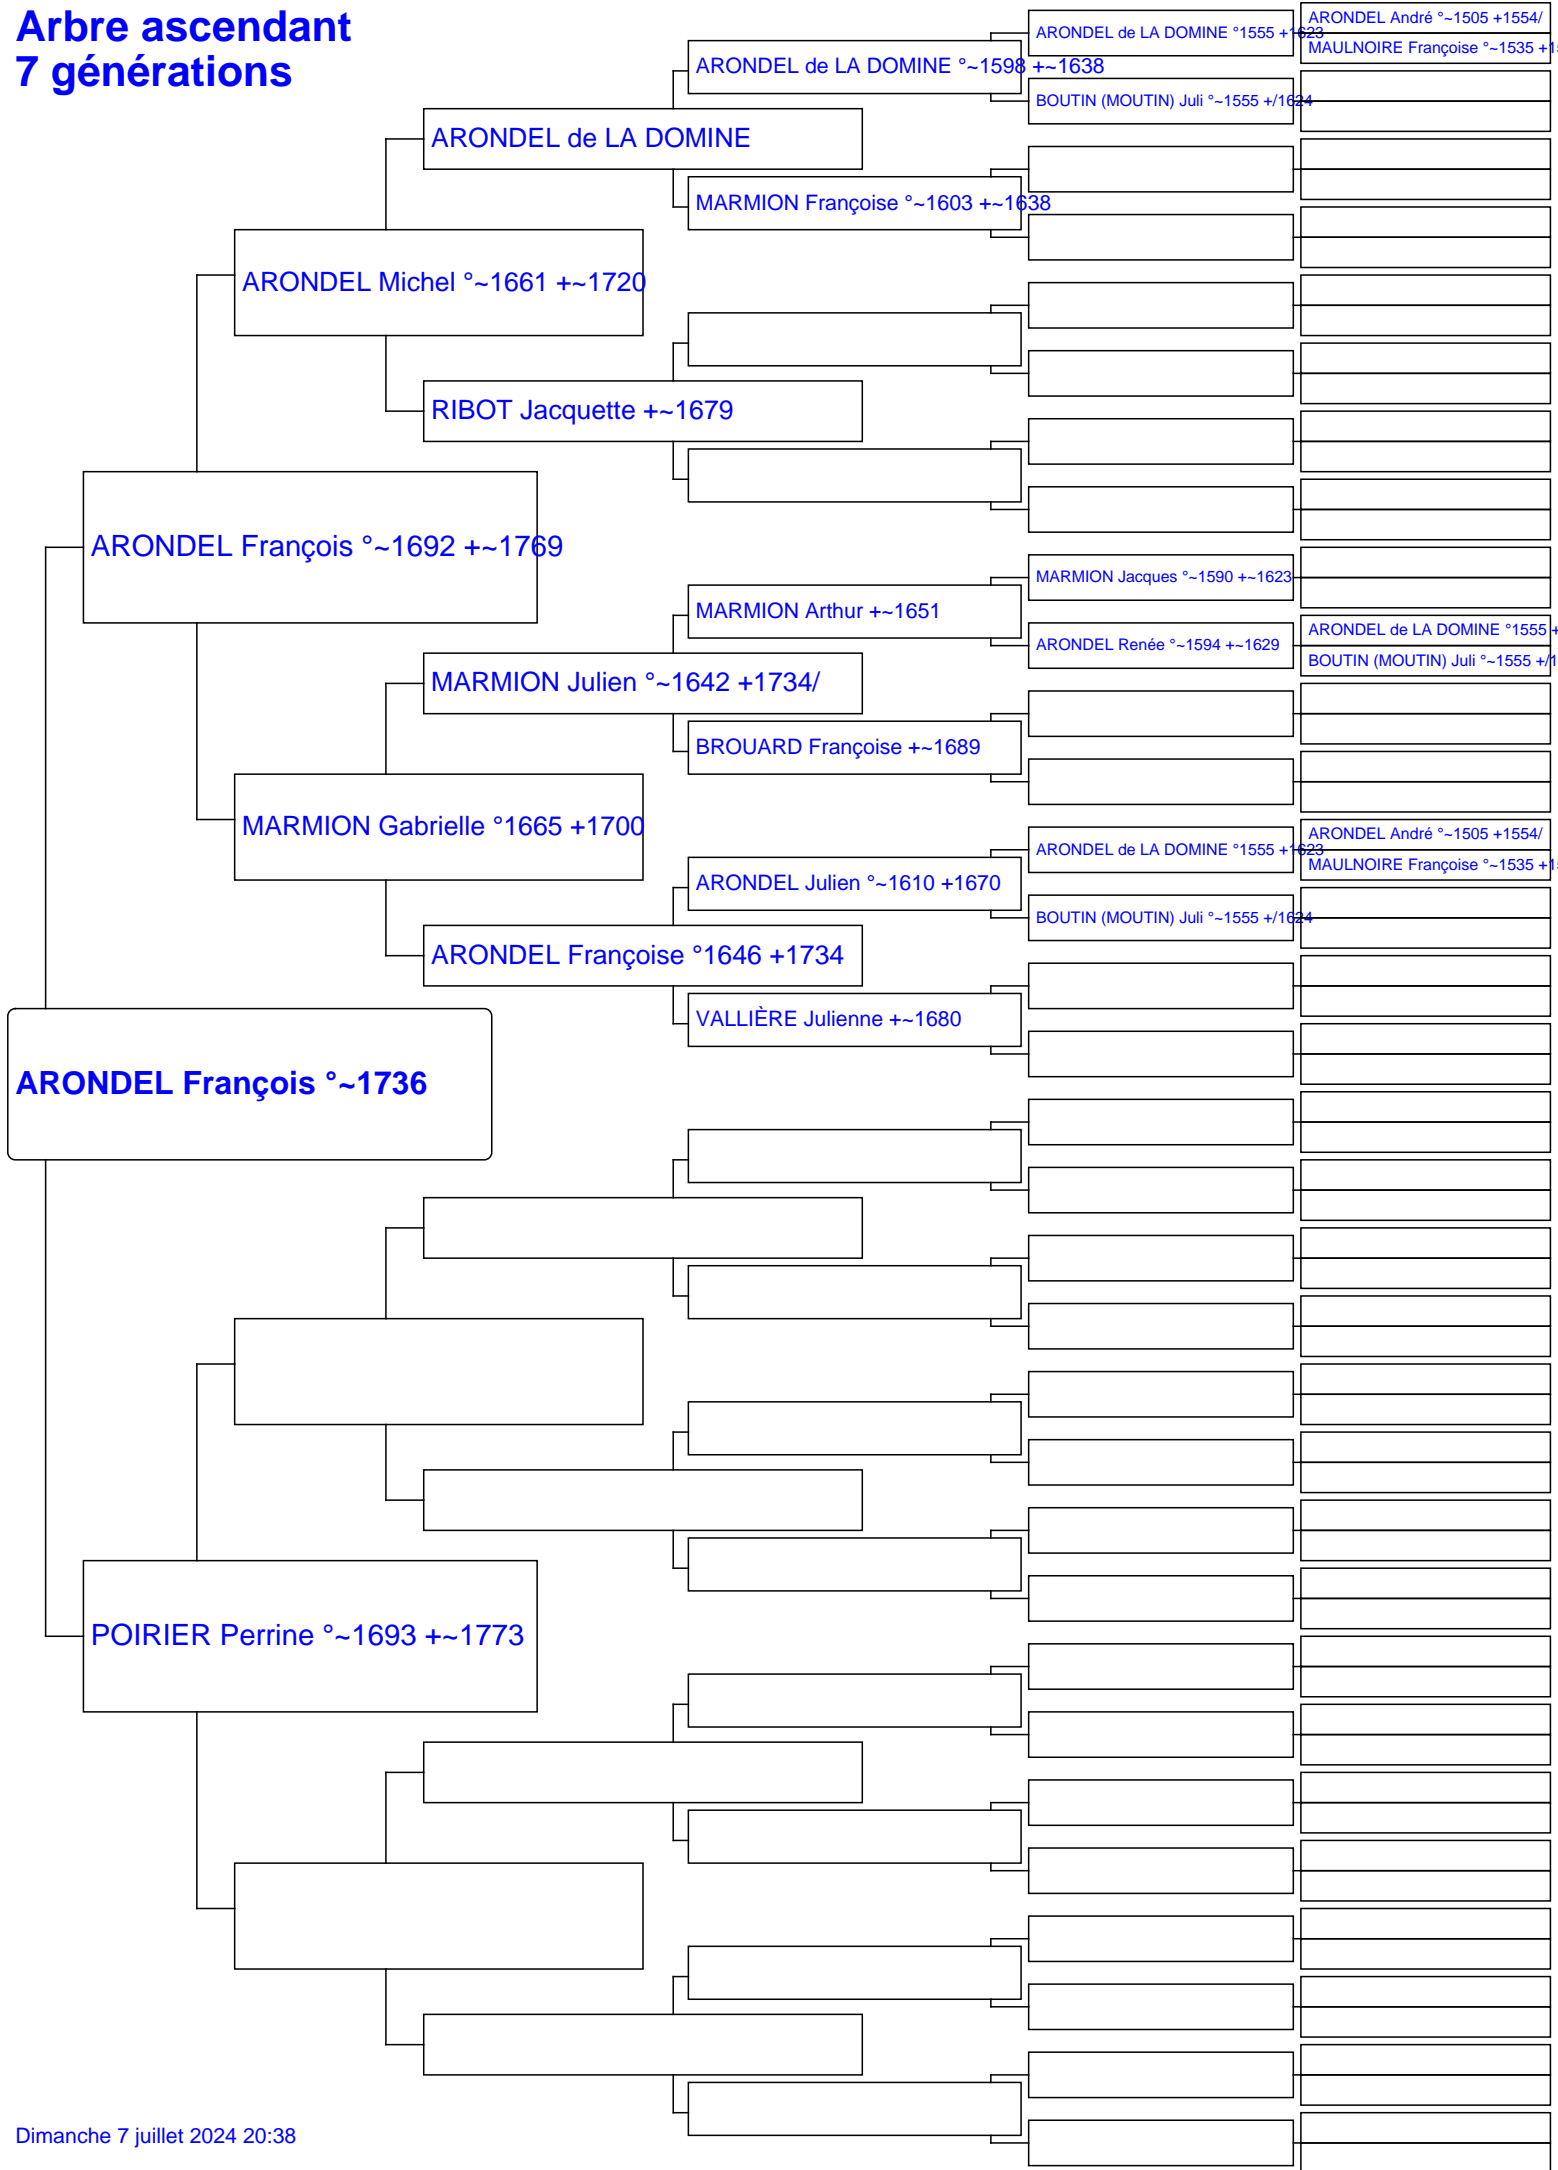 Arbre ascendant
7 générations
ARONDEL André °~1505 +1554/
ARONDEL de LA DOMINE °1555 +1623
MAULNOIRE Françoise °~1535 +15
ARONDEL de LA DOMINE °~1598 +~1638
BOUTIN (MOUTIN) Juli °~1555 +/1624
ARONDEL de LA DOMINE
MARMION Françoise °~1603 +~1638
ARONDEL Michel °~1661 +~1720
RIBOT Jacquette +~1679
ARONDEL François °~1692 +~1769
MARMION Jacques °~1590 +~1623
MARMION Arthur +~1651
ARONDEL de LA DOMINE °1555 +
ARONDEL Renée °~1594 +~1629
BOUTIN (MOUTIN) Juli °~1555 +/1
MARMION Julien °~1642 +1734/
BROUARD Françoise +~1689
MARMION Gabrielle °1665 +1700
ARONDEL André °~1505 +1554/
ARONDEL de LA DOMINE °1555 +1623
MAULNOIRE Françoise °~1535 +15
ARONDEL Julien °~1610 +1670
BOUTIN (MOUTIN) Juli °~1555 +/1624
ARONDEL Françoise °1646 +1734
VALLIÈRE Julienne +~1680
ARONDEL François °~1736
POIRIER Perrine °~1693 +~1773
Dimanche 7 juillet 2024 20:38